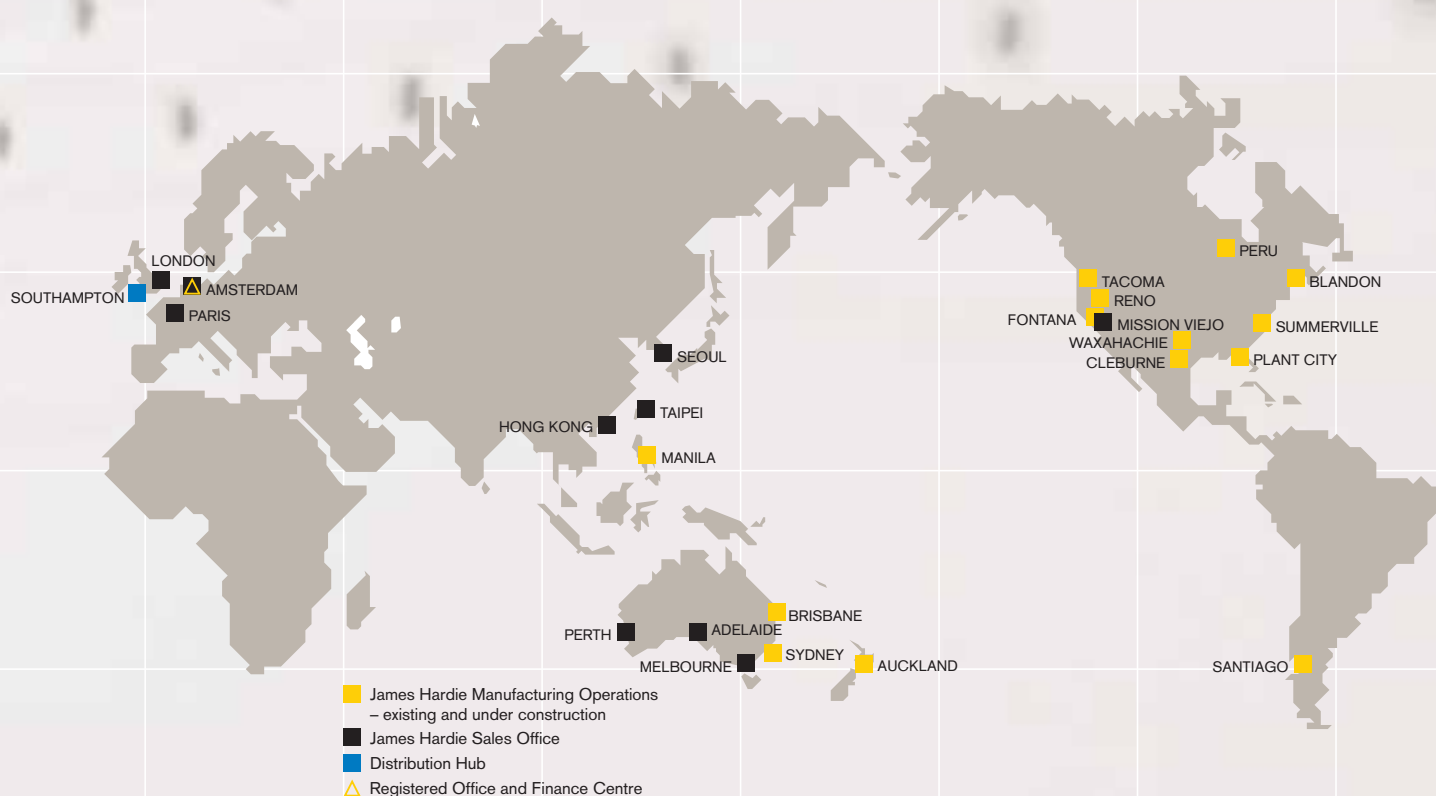 LONDON
SOUTHAMPTON
AMSTERDAM
PARIS
PERU
TACOMA
BLANDON
RENO
FONTANA
MISSION VIEJO
SUMMERVILLE
WAXAHACHIE
CLEBURNE
PLANT CITY
SEOUL
TAIPEI
HONG KONG
MANILA
BRISBANE
PERTH
ADELAIDE
SYDNEY
MELBOURNE
AUCKLAND
SANTIAGO
James Hardie Manufacturing Operations
– existing and under construction
James Hardie Sales Office
Distribution Hub
Registered Office and Finance Centre